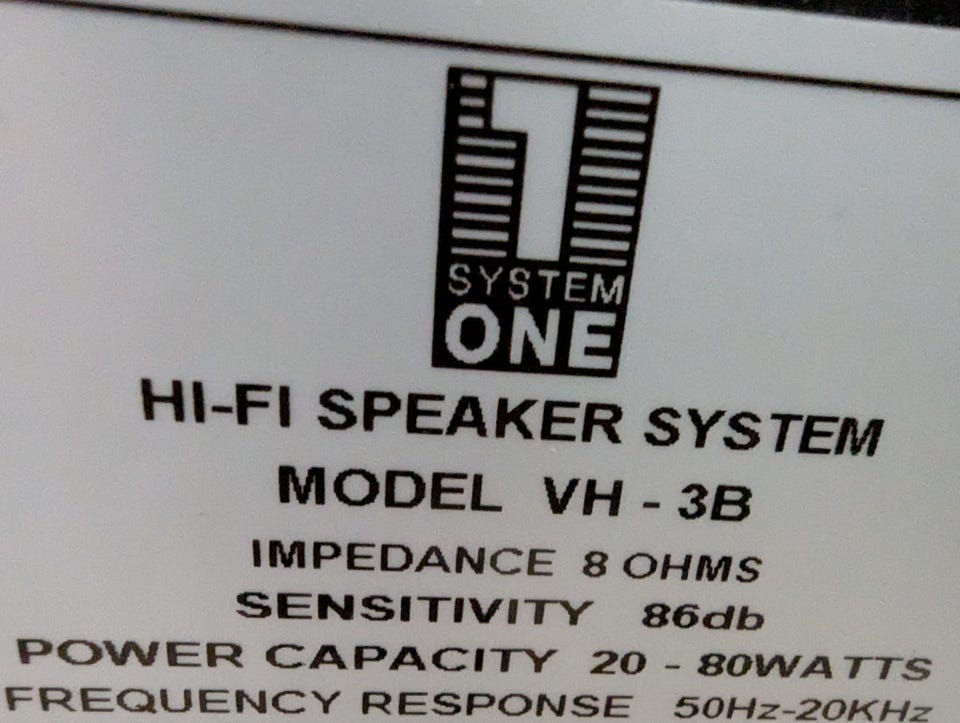 1
SYSTEM
ONE
HI-FI SPEAKER SYSTEM
MODEL VH - 3B
IMPEDANCE 8 OHMS
SENSITIVITY 86db
POWER CAPACITY 20 - 80WATTS
FREQUENCY RESPONSE 50Hz-20KHz